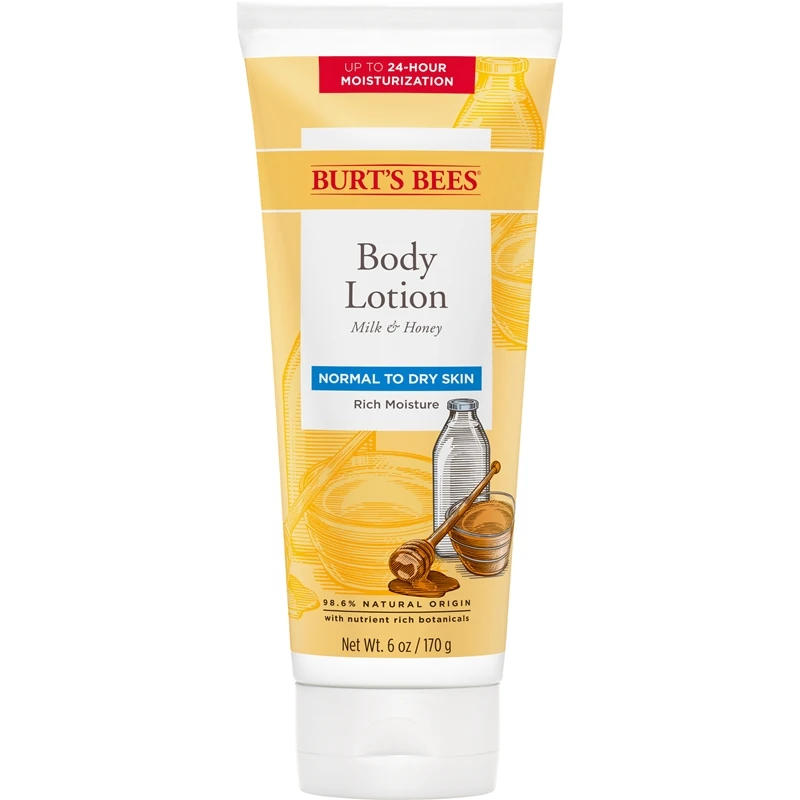 UP TO 24-HOUR
MOISTURIZATION
BURT'S BEES®
Body
Lotion
Milk & Honey
NORMAL TO DRY SKIN
Rich Moisture
98.6% NATURAL ORIGIN
with nutrient rich botanicals
Net Wt. 6 oz / 170 g